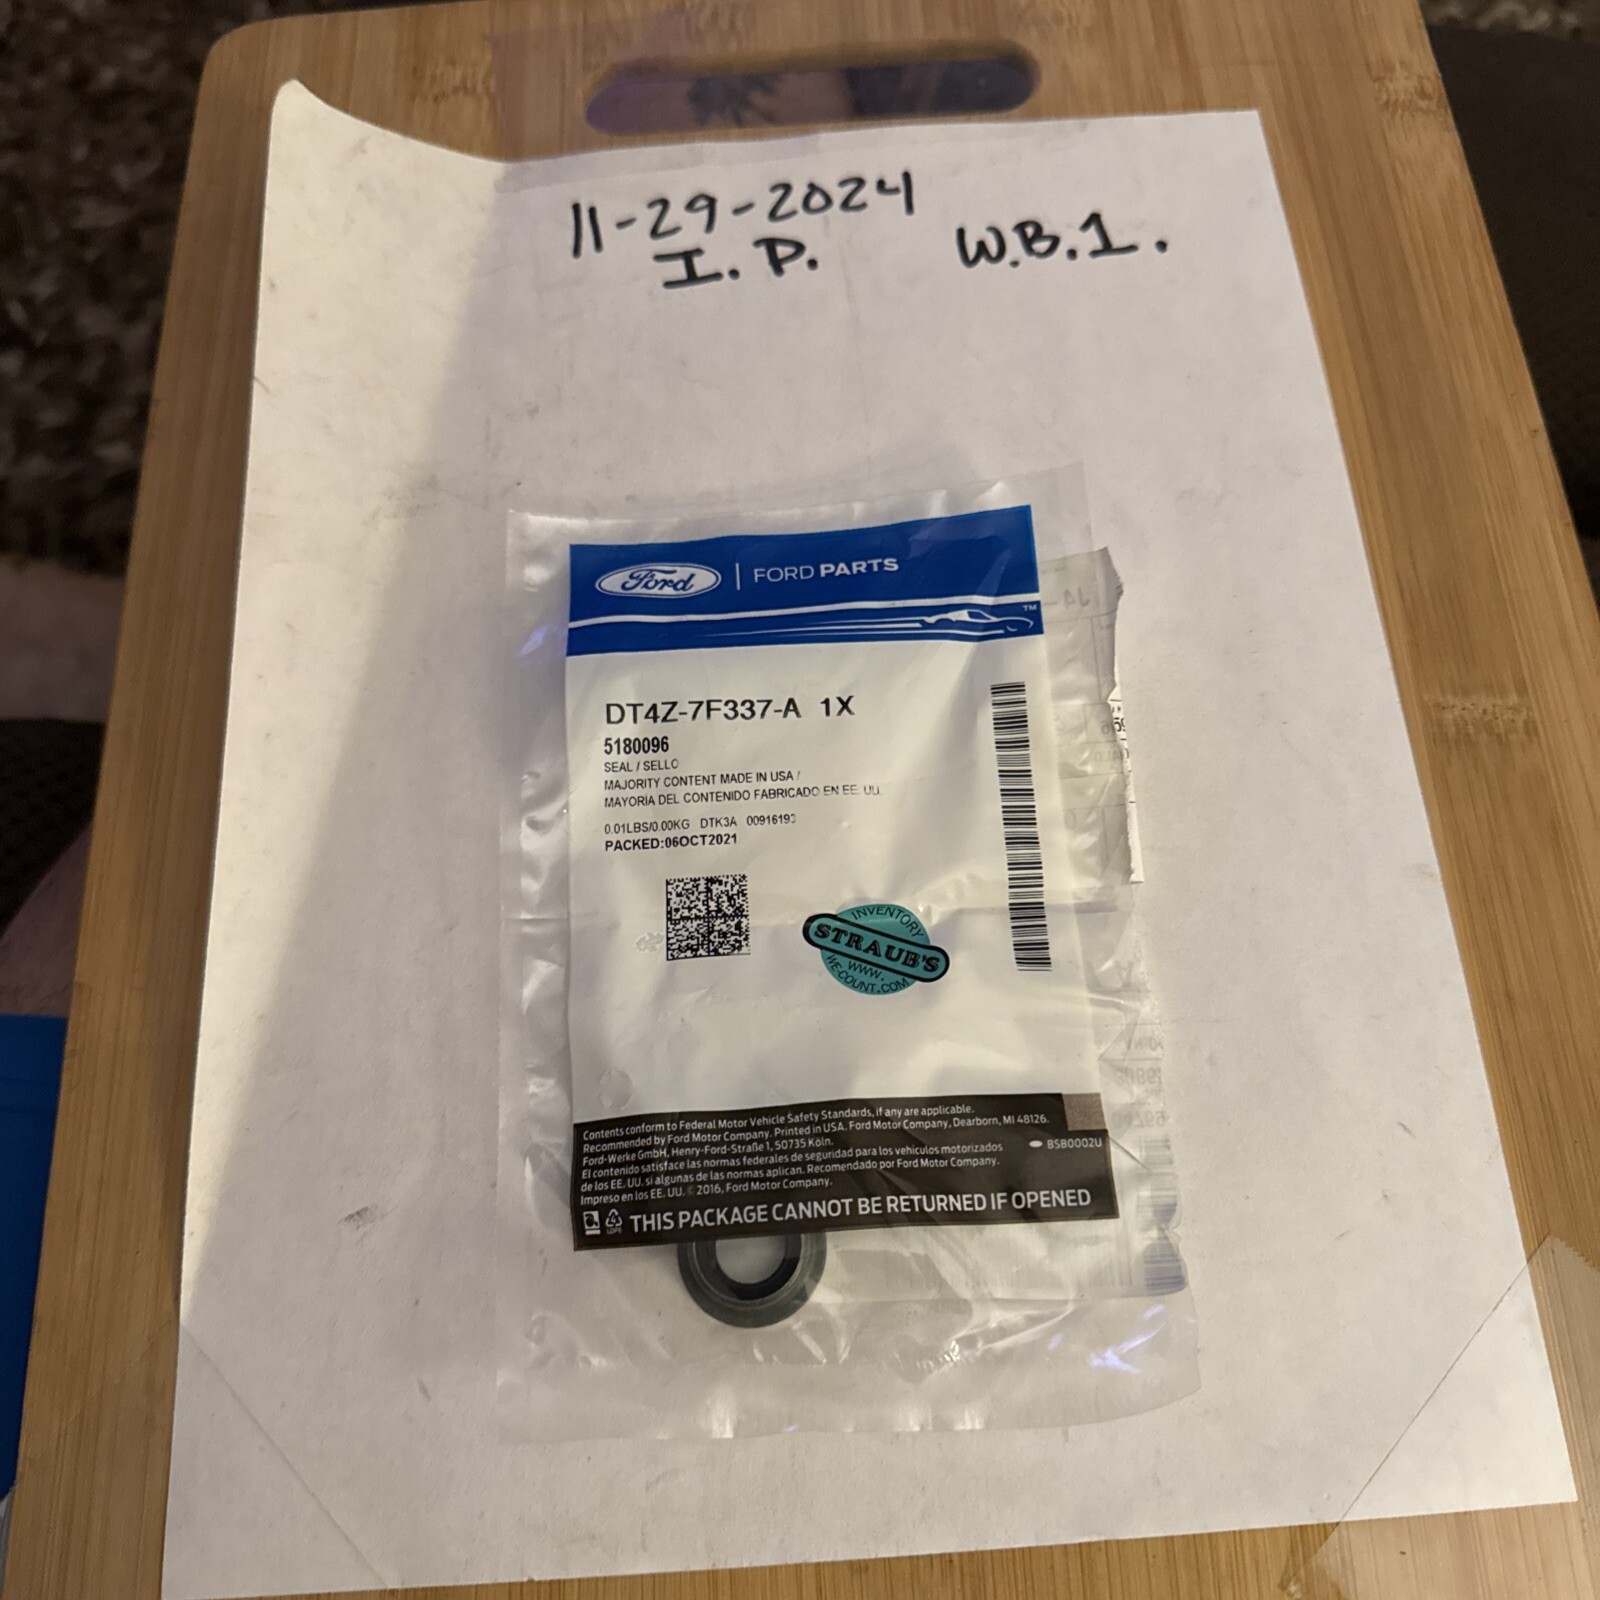 11-29-2024
I. P. W.B.1.
Ford | FORD PARTS
TM
DT4Z-7F337-A 1X
5180096
SEAL / SELLO
MAJORITY CONTENT MADE IN USA /
MAYORÍA DEL CONTENIDO FABRICADO EN EE. UU.
0.01LBS/0.00KG DTK3A 00916193
PACKED:06OCT2021
INVENTORY
STRAUB'S
WWW.
WE-COUNT.COM
Contents conform to Federal Motor Vehicle Safety Standards, if any are applicable.
Recommended by Ford Motor Company. Printed in USA. Ford Motor Company, Dearborn, MI 48126.
Ford-Werke GmbH, Henry-Ford-Straße 1, 50735 Köln.
BSB0002U
El contenido satisface las normas federales de seguridad para los vehículos motorizados
de los EE. UU. si algunas de las normas aplican. Recomendado por Ford Motor Company.
Impreso en los EE. UU. © 2016, Ford Motor Company.
LDPE
THIS PACKAGE CANNOT BE RETURNED IF OPENED